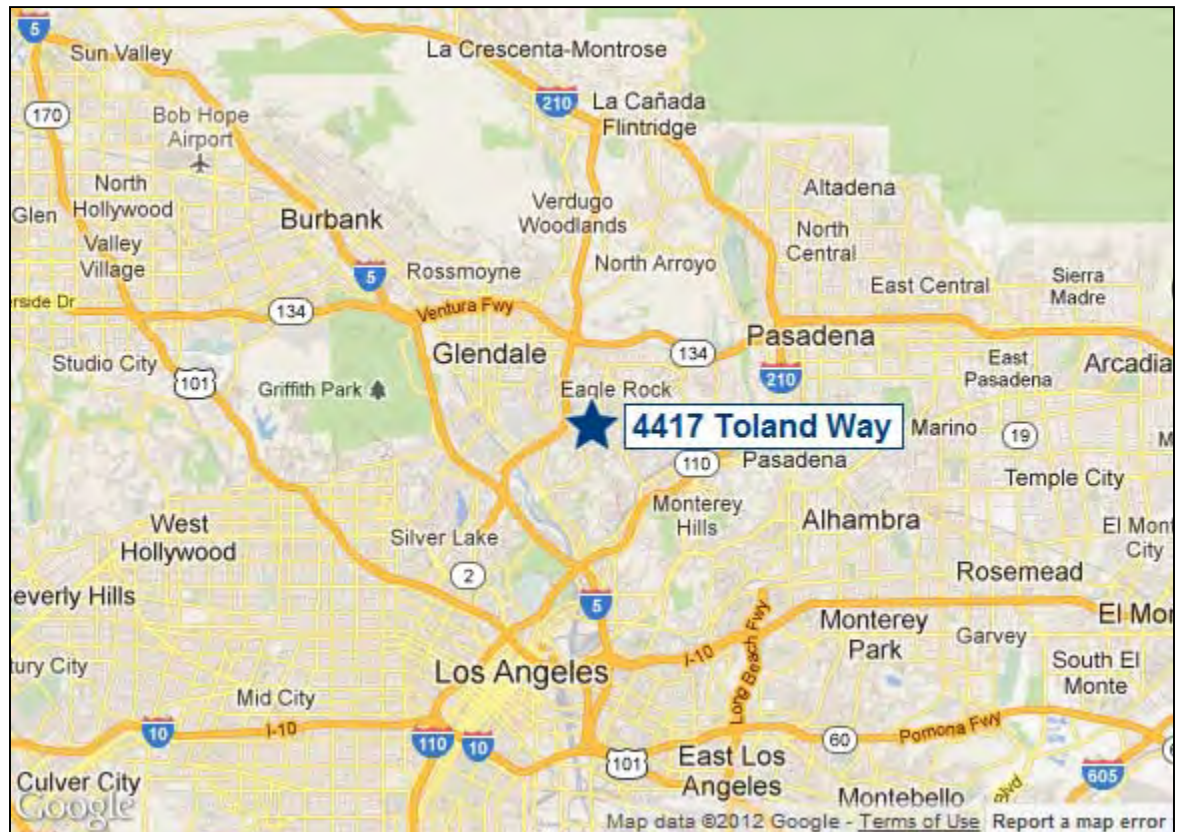 5
Sun Valley
La Crescenta-Montrose
210
La Cañada
Flintridge
170
Bob Hope
Airport
North
Hollywood
Glen
Valley
Village
Burbank
Verdugo
Woodlands
Altadena
North
Central
5
Rossmoyne
North Arroyo
East Central
Sierra
Madre
erside Dr
134
Ventura Fwy
134
Pasadena
Studio City
101
Glendale
210
East
Pasadena
Arcadia
Griffith Park
Eagle Rock
4417 Toland Way
Marino
19
M
110
Pasadena
Temple City
Monterey
Hills
Alhambra
West
Hollywood
Silver Lake
El Mont
City
2
Rosemead
everly Hills
5
Monterey
Park
Garvey
El Mon
I-10
Long Beach Fwy
tury City
Los Angeles
South El
Monte
Mid City
10
I-10
110
10
101
60
Pomona Fwy
East Los
Angeles
605
Culver City
Montebello
lvd
Google
Map data ©2012 Google - Terms of Use Report a map error